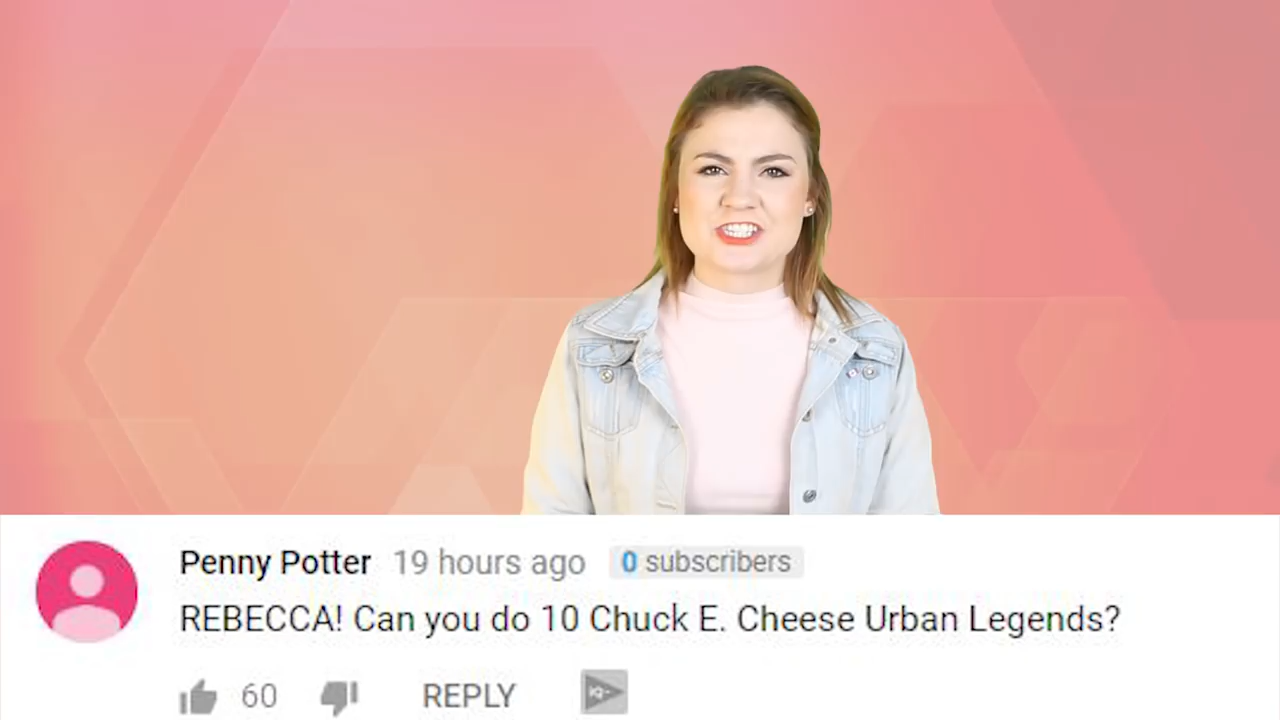 Penny Potter 19 hours ago 0 subscribers
REBECCA! Can you do 10 Chuck E. Cheese Urban Legends?
60 REPLY